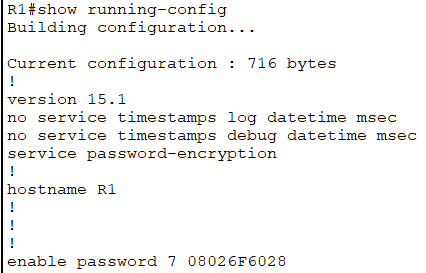 R1#show running-config
Building configuration...
Current configuration : 716 bytes
!
version 15.1
no service timestamps log datetime msec
no service timestamps debug datetime msec
service password-encryption
!
hostname R1
!
!
!
enable password 7 08026F6028